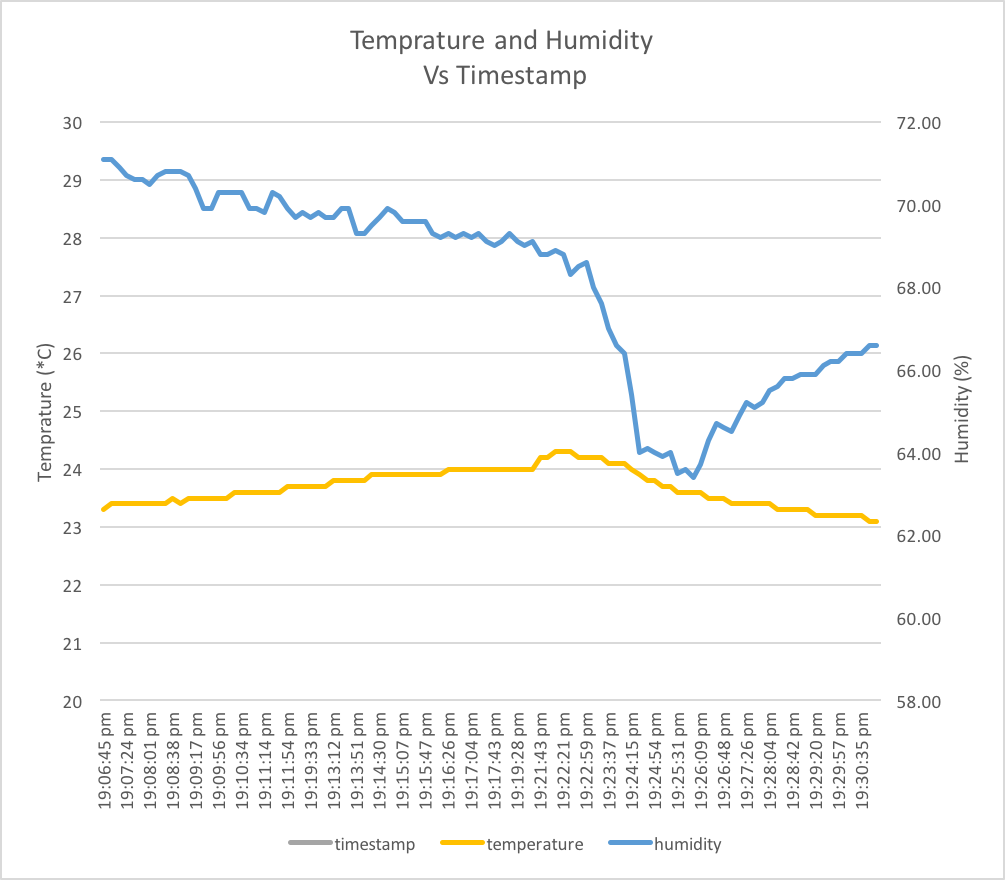 Temprature and Humidity
Vs Timestamp
30
29
28
27
26
25
24
23
22
21
20
Temprature (*C)
72.00
70.00
68.00
66.00
64.00
62.00
60.00
58.00
Humidity (%)
19:06:45 pm
19:07:24 pm
19:08:01 pm
19:08:38 pm
19:09:17 pm
19:09:56 pm
19:10:34 pm
19:11:14 pm
19:11:54 pm
19:19:33 pm
19:13:12 pm
19:13:51 pm
19:14:30 pm
19:15:07 pm
19:15:47 pm
19:16:26 pm
19:17:04 pm
19:17:43 pm
19:19:28 pm
19:21:43 pm
19:22:21 pm
19:22:59 pm
19:23:37 pm
19:24:15 pm
19:24:54 pm
19:25:31 pm
19:26:09 pm
19:26:48 pm
19:27:26 pm
19:28:04 pm
19:28:42 pm
19:29:20 pm
19:29:57 pm
19:30:35 pm
timestamp temperature humidity